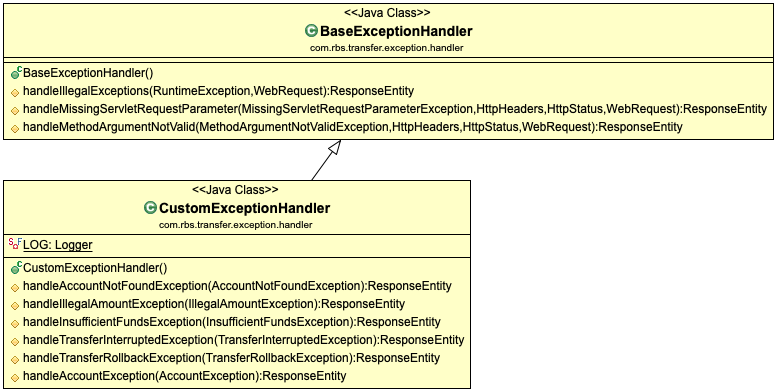 <<Java Class>>
BaseExceptionHandler
com.rbs.transfer.exception.handler
BaseExceptionHandler()
handleIllegalExceptions(RuntimeException,WebRequest):ResponseEntity
handleMissingServletRequestParameter(MissingServletRequestParameterException,HttpHeaders,HttpStatus,WebRequest):ResponseEntity
handleMethodArgumentNotValid(MethodArgumentNotValidException,HttpHeaders,HttpStatus,WebRequest):ResponseEntity
<<Java Class>>
CustomExceptionHandler
com.rbs.transfer.exception.handler
LOG: Logger
CustomExceptionHandler()
handleAccountNotFoundException(AccountNotFoundException):ResponseEntity
handleIllegalAmountException(IllegalAmountException):ResponseEntity
handleInsufficientFundsException(InsufficientFundsException):ResponseEntity
handleTransferInterruptedException(TransferInterruptedException):ResponseEntity
handleTransferRollbackException(TransferRollbackException):ResponseEntity
handleAccountException(AccountException):ResponseEntity